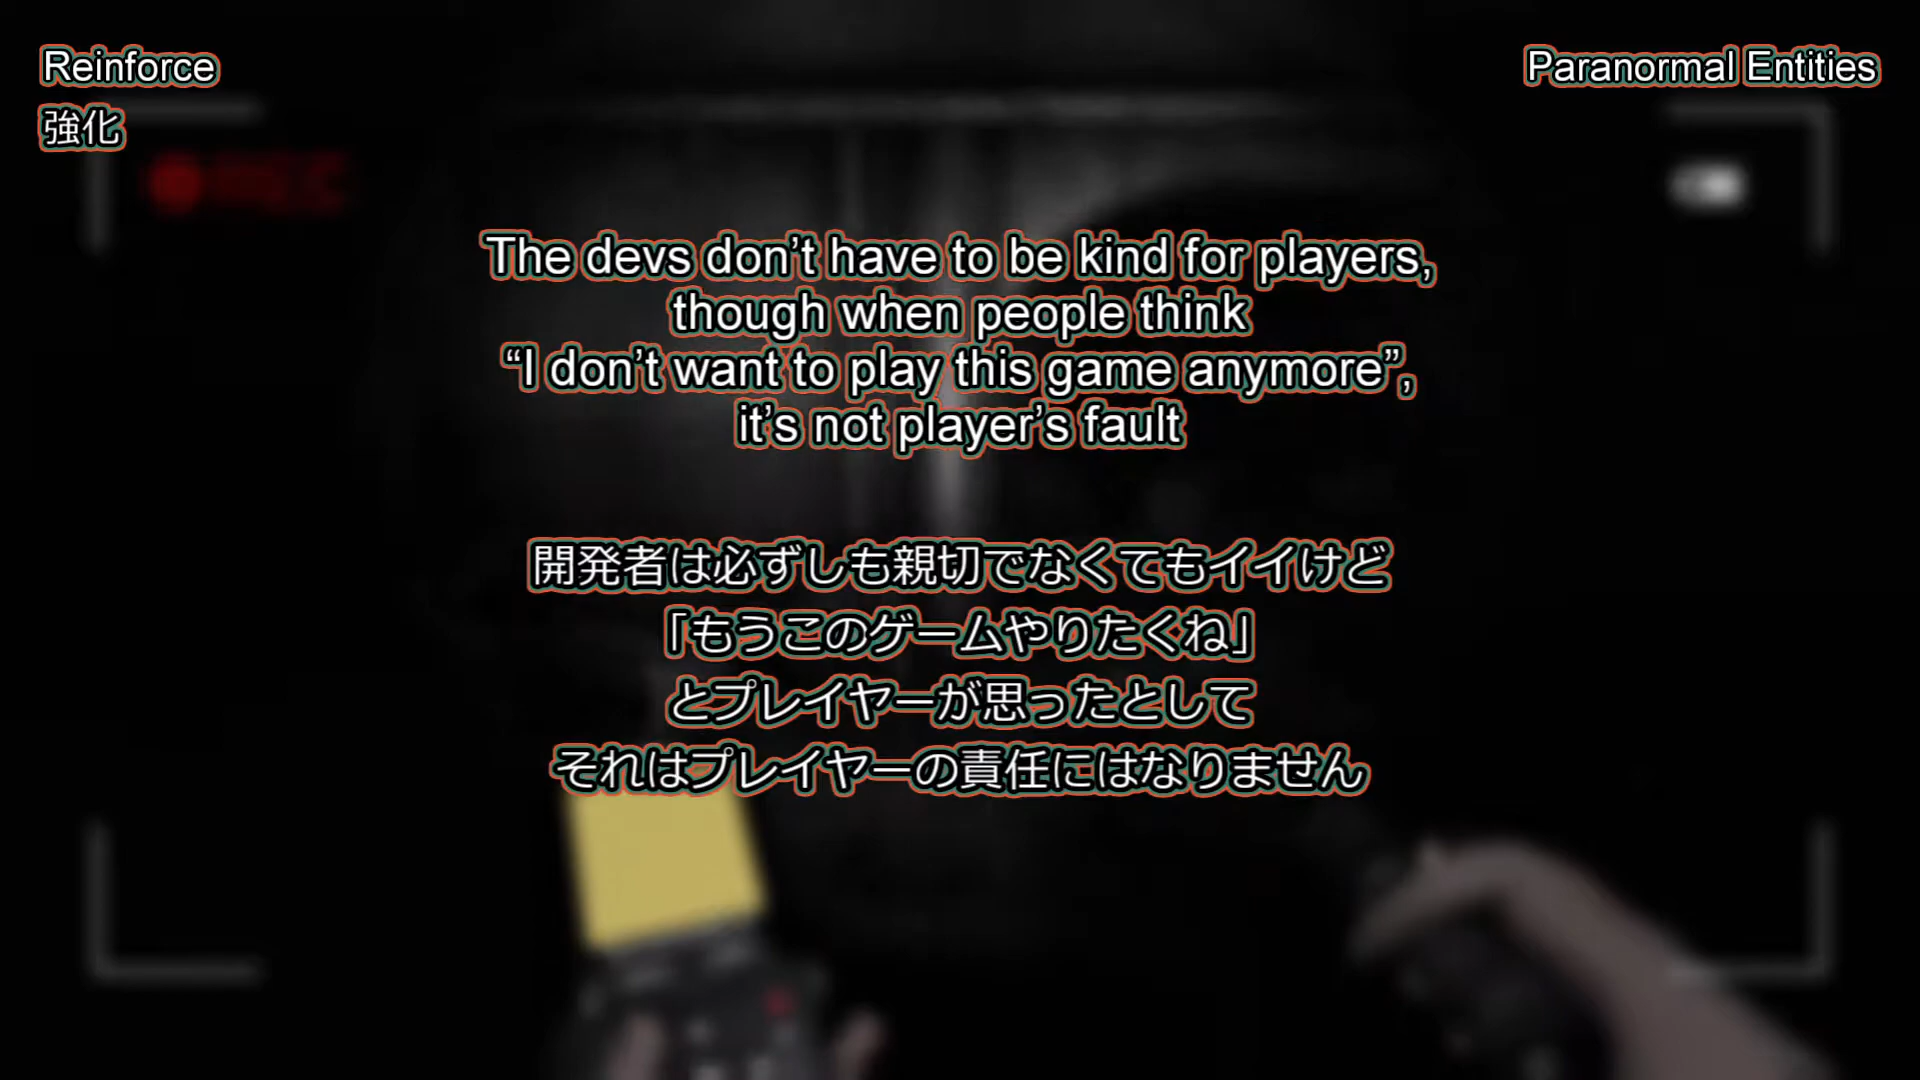 Reinforce
強化
Paranormal Entities
The devs don’t have to be kind for players,
though when people think
“I don’t want to play this game anymore”,
it’s not player’s fault
開発者は必ずしも親切でなくてもイイけど
「もうこのゲームやりたくね」
とプレイヤーが思ったとして
それはプレイヤーの責任にはなりません
REC